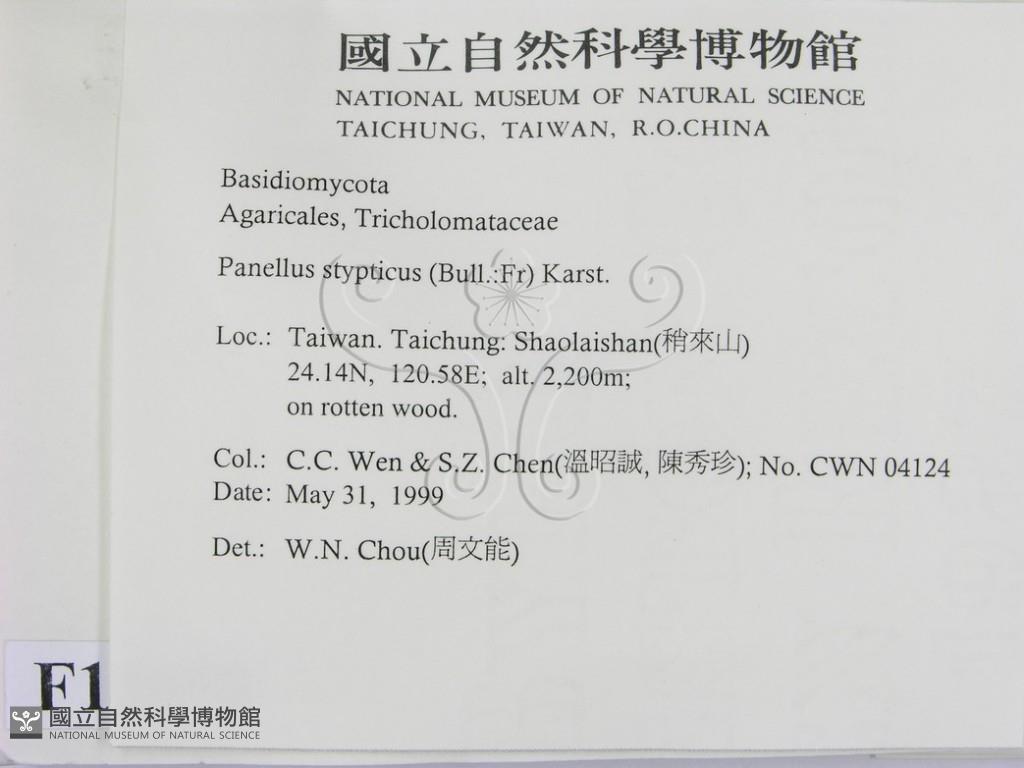 國立自然科學博物館
NATIONAL MUSEUM OF NATURAL SCIENCE
TAICHUNG, TAIWAN, R.O.CHINA
Basidiomycota
Agaricales, Tricholomataceae
Panellus stypticus (Bull.:Fr) Karst.
Loc.: Taiwan. Taichung: Shaolaishan(稍來山)
24.14N, 120.58E; alt. 2,200m;
on rotten wood.
Col.: C.C. Wen & S.Z. Chen(溫昭誠, 陳秀珍); No. CWN 04124
Date: May 31, 1999
Det.: W.N. Chou(周文能)
F1
國立自然科學博物館
NATIONAL MUSEUM OF NATURAL SCIENCE